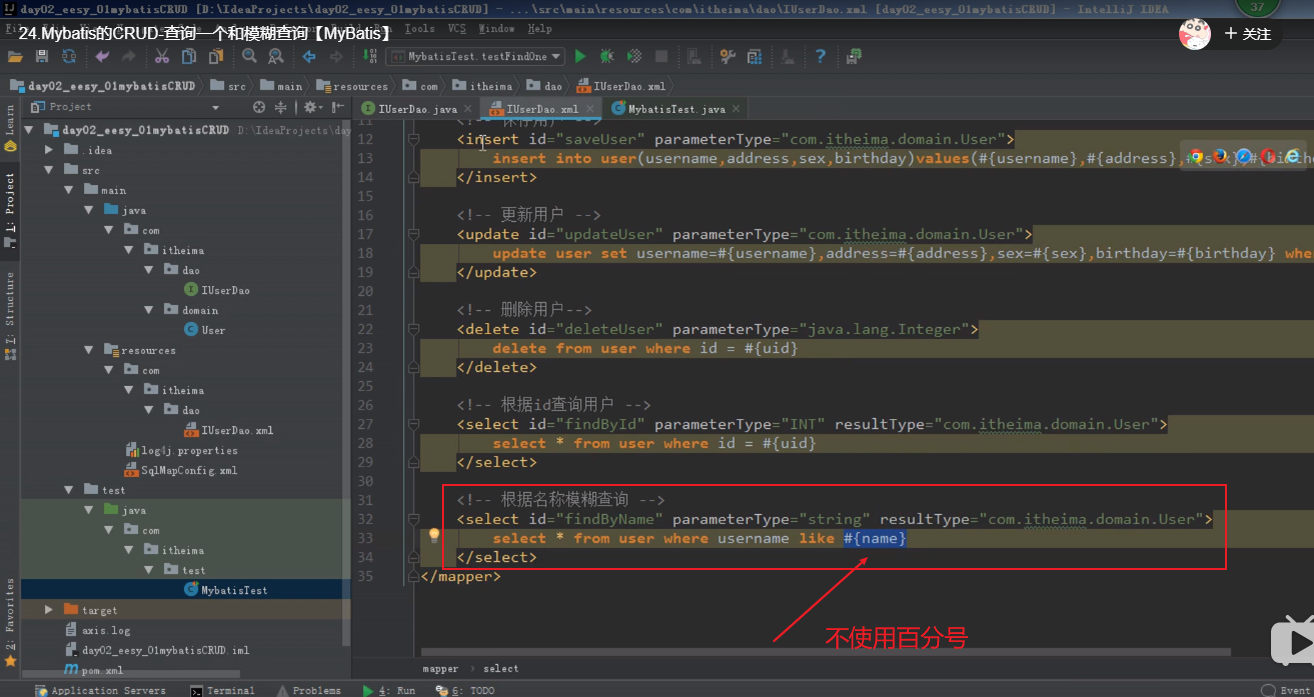 day02_eesy_01mybatisCRUD [D:\IdeaProjects\day02_eesy_01mybatisCRUD] - ...\src\main\resources\com\itheima\dao\IUserDao.xml [day02_eesy_01mybatisCRUD] - IntelliJ IDEA
37
24.Mybatis的CRUD-查询一个和模糊查询【MyBatis】
Tools VCS Window Help
+ 关注
MybatisTest.testFindOne
day02_eesy_01mybatisCRUD src main resources com itheima dao IUserDao.xml
Project
IUserDao.java × IUserDao.xml × MybatisTest.java ×
Learn
1: Project
7: Structure
2: Favorites
day02_eesy_01mybatisCRUD D:\IdeaProjects\day
.idea
src
main
java
com
itheima
dao
IUserDao
domain
User
resources
com
itheima
dao
IUserDao.xml
log4j.properties
SqlMapConfig.xml
test
java
com
itheima
test
MybatisTest
target
axis.log
day02_eesy_01mybatisCRUD.iml
pom.xml
11 <!-- 保存用户 -->
12 <insert id="saveUser" parameterType="com.itheima.domain.User">
13 insert into user(username,address,sex,birthday)values(#{username},#{address},#{sex},#{birthd
14 </insert>
15
16 <!-- 更新用户 -->
17 <update id="updateUser" parameterType="com.itheima.domain.User">
18 update user set username=#{username},address=#{address},sex=#{sex},birthday=#{birthday} whe
19 </update>
20
21 <!-- 删除用户-->
22 <delete id="deleteUser" parameterType="java.lang.Integer">
23 delete from user where id = #{uid}
24 </delete>
25
26 <!-- 根据id查询用户 -->
27 <select id="findById" parameterType="INT" resultType="com.itheima.domain.User">
28 select * from user where id = #{uid}
29 </select>
30
31 <!-- 根据名称模糊查询 -->
32 <select id="findByName" parameterType="string" resultType="com.itheima.domain.User">
33 select * from user where username like #{name}
34 </select>
35 </mapper>
不使用百分号
mapper › select
Application Servers Terminal Problems 4: Run 6: TODO Event